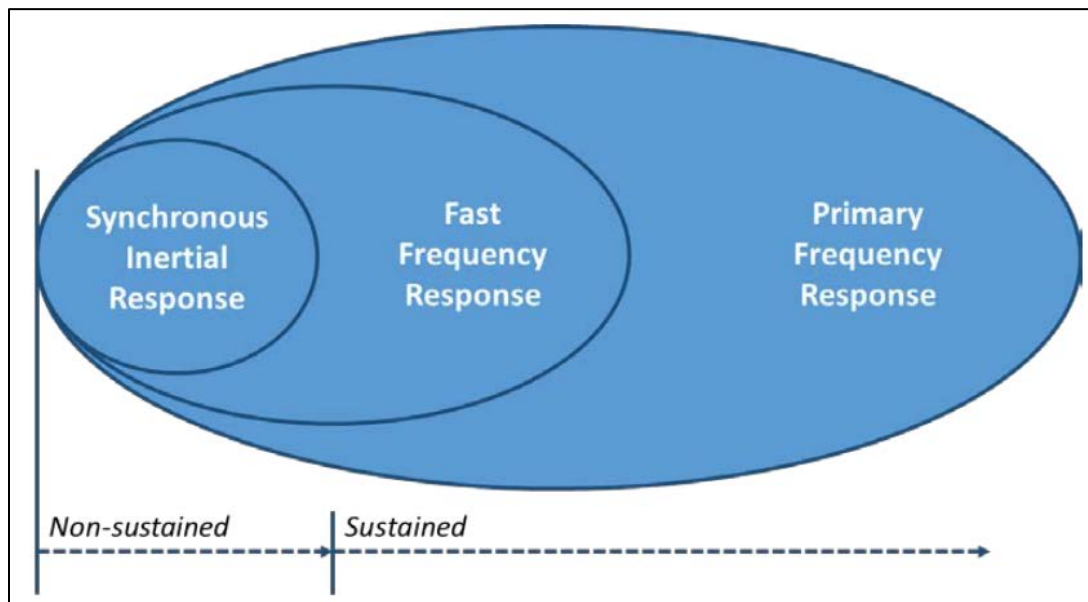 Synchronous
Inertial
Response
Fast
Frequency
Response
Primary
Frequency
Response
Non-sustained
Sustained